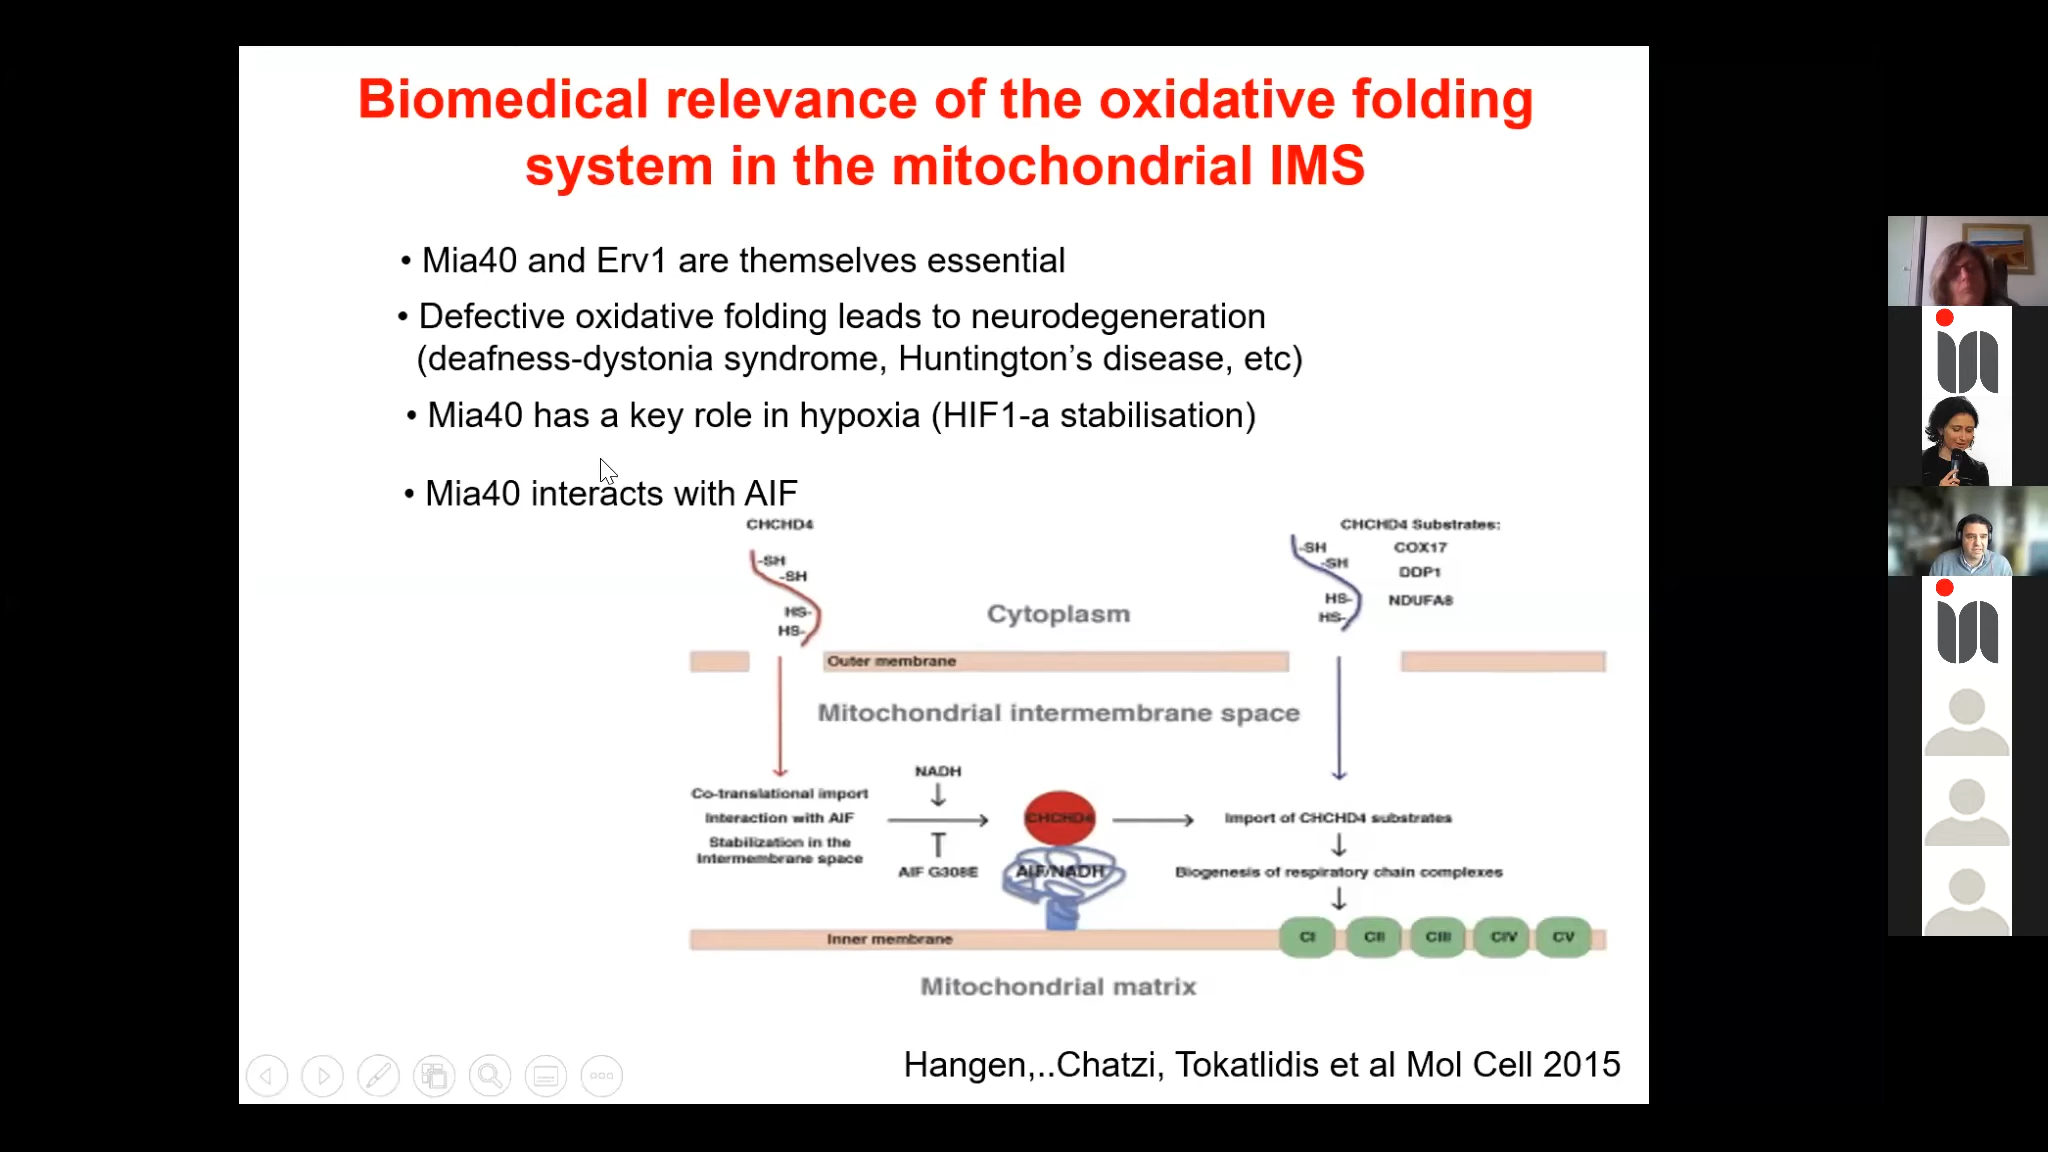 Biomedical relevance of the oxidative folding
system in the mitochondrial IMS
• Mia40 and Erv1 are themselves essential
• Defective oxidative folding leads to neurodegeneration
(deafness-dystonia syndrome, Huntington’s disease, etc)
• Mia40 has a key role in hypoxia (HIF1-a stabilisation)
• Mia40 interacts with AIF
CHCHD4
-SH
-SH
HS-
HS-
CHCHD4 Substrates:
COX17
DDP1
NDUFA8
-SH
-SH
HS-
HS-
Cytoplasm
Outer membrane
Mitochondrial intermembrane space
Co-translational import
Interaction with AIF
Stabilization in the
Intermembrane space
NADH
AIF G308E
CHCHD4
AIF/NADH
Import of CHCHD4 substrates
Biogenesis of respiratory chain complexes
Inner membrane
CI CII CIII CIV CV
Mitochondrial matrix
Hangen,..Chatzi, Tokatlidis et al Mol Cell 2015